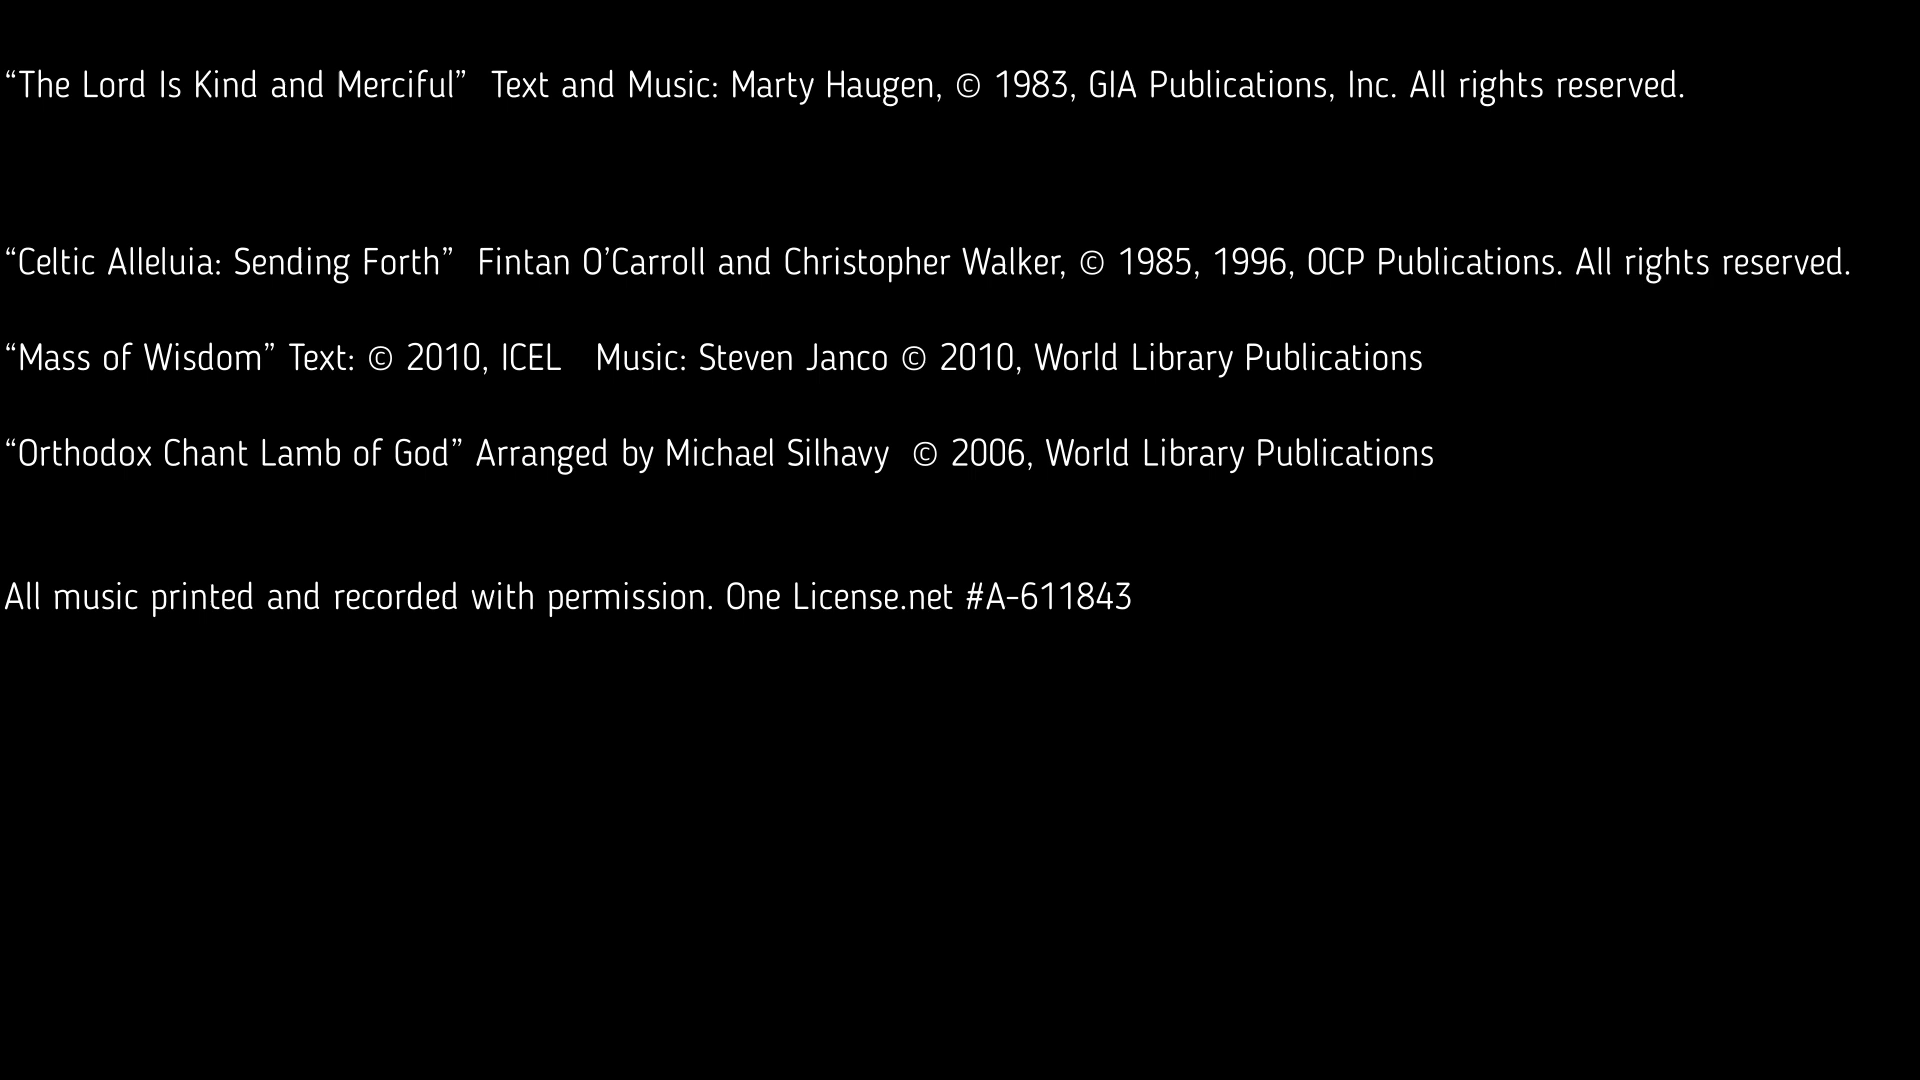 “The Lord Is Kind and Merciful”  Text and Music: Marty Haugen, © 1983, GIA Publications, Inc. All rights reserved.
“Celtic Alleluia: Sending Forth”  Fintan O’Carroll and Christopher Walker, © 1985, 1996, OCP Publications. All rights reserved.
“Mass of Wisdom” Text: © 2010, ICEL   Music: Steven Janco © 2010, World Library Publications
“Orthodox Chant Lamb of God” Arranged by Michael Silhavy  © 2006, World Library Publications
All music printed and recorded with permission. One License.net #A-611843